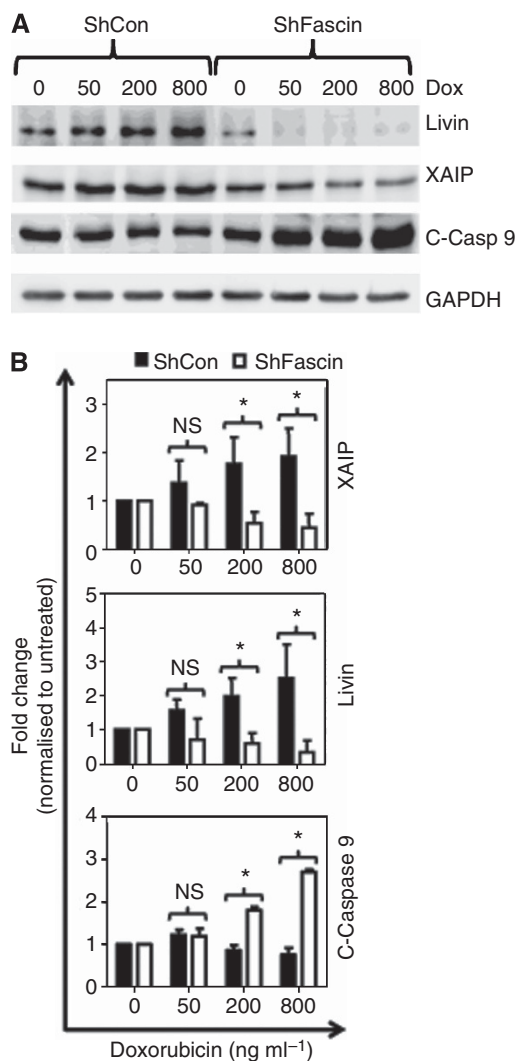 A
ShCon ShFascin
0 50 200 800 0 50 200 800 Dox
Livin
XAIP
C-Casp 9
GAPDH
B
ShCon ShFascin
3
2
1
0
NS * *
0 50 200 800
XAIP
5
4
3
2
1
0
NS * *
0 50 200 800
Livin
4
3
2
1
0
NS * *
0 50 200 800
C-Caspase 9
Fold change
(normalised to untreated)
Doxorubicin (ng ml⁻¹)